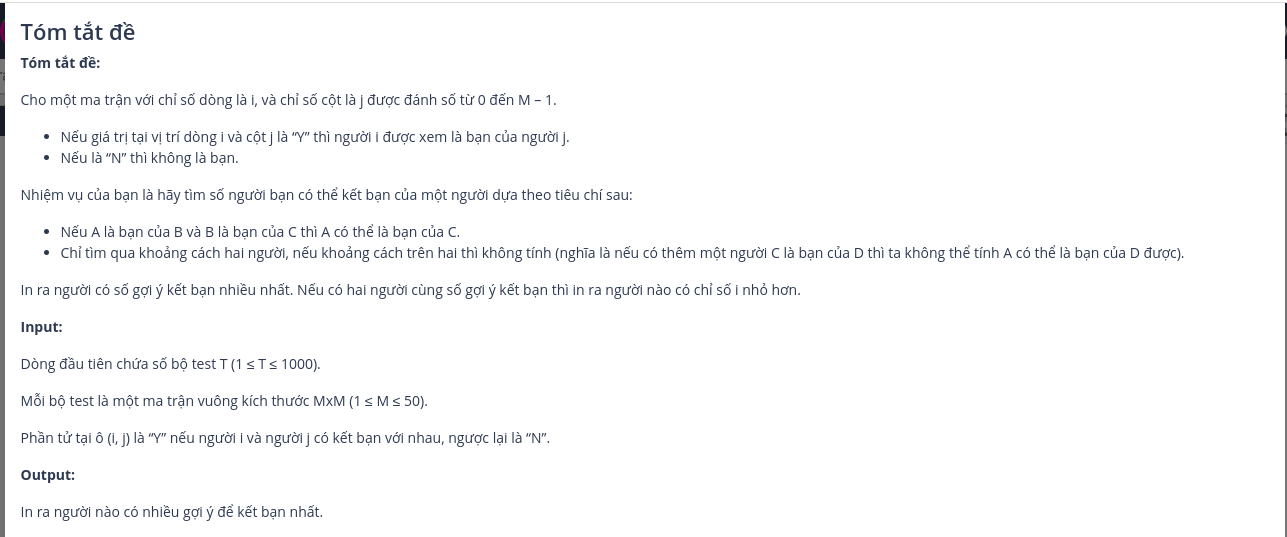 Tóm tắt đề
Tóm tắt đề:
Cho một ma trận với chỉ số dòng là i, và chỉ số cột là j được đánh số từ 0 đến M – 1.
• Nếu giá trị tại vị trí dòng i và cột j là “Y” thì người i được xem là bạn của người j.
• Nếu là “N” thì không là bạn.
Nhiệm vụ của bạn là hãy tìm số người bạn có thể kết bạn của một người dựa theo tiêu chí sau:
• Nếu A là bạn của B và B là bạn của C thì A có thể là bạn của C.
• Chỉ tìm qua khoảng cách hai người, nếu khoảng cách trên hai thì không tính (nghĩa là nếu có thêm một người C là bạn của D thì ta không thể tính A có thể là bạn của D được).
In ra người có số gợi ý kết bạn nhiều nhất. Nếu có hai người cùng số gợi ý kết bạn thì in ra người nào có chỉ số i nhỏ hơn.
Input:
Dòng đầu tiên chứa số bộ test T (1 ≤ T ≤ 1000).
Mỗi bộ test là một ma trận vuông kích thước MxM (1 ≤ M ≤ 50).
Phần tử tại ô (i, j) là “Y” nếu người i và người j có kết bạn với nhau, ngược lại là “N”.
Output:
In ra người nào có nhiều gợi ý để kết bạn nhất.